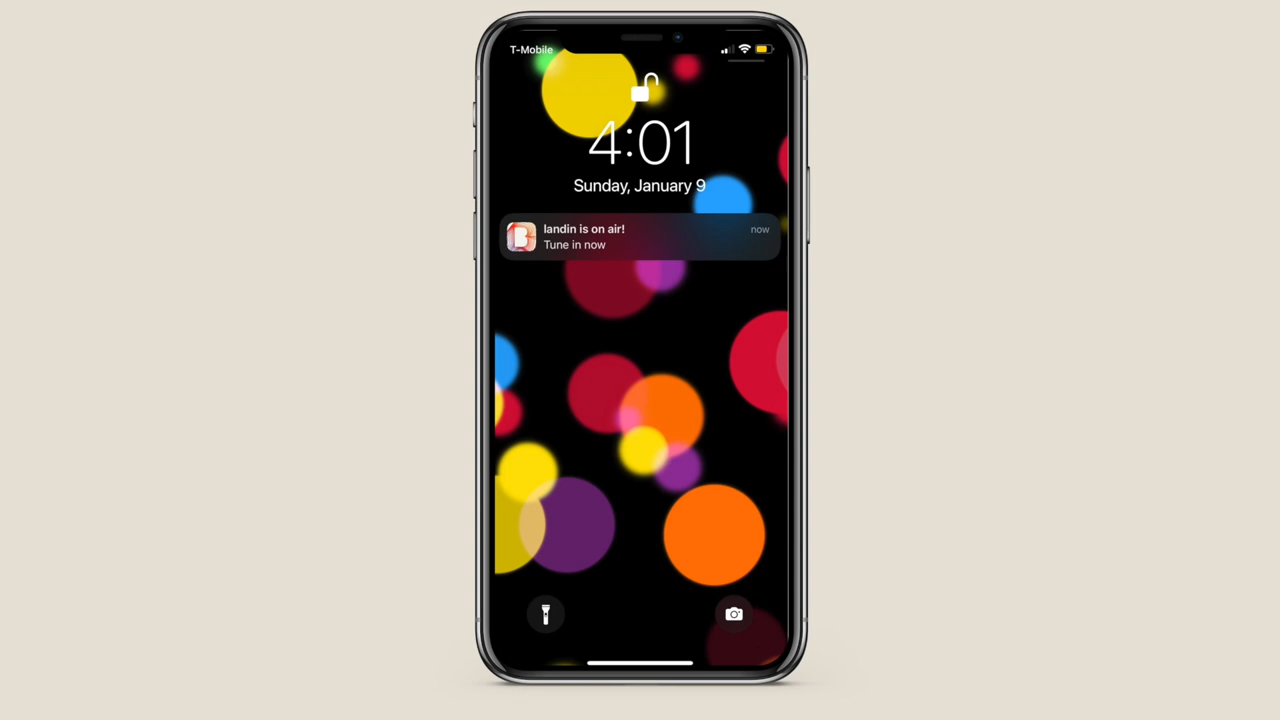 T-Mobile
4:01
Sunday, January 9
landin is on air!
now
Tune in now
B